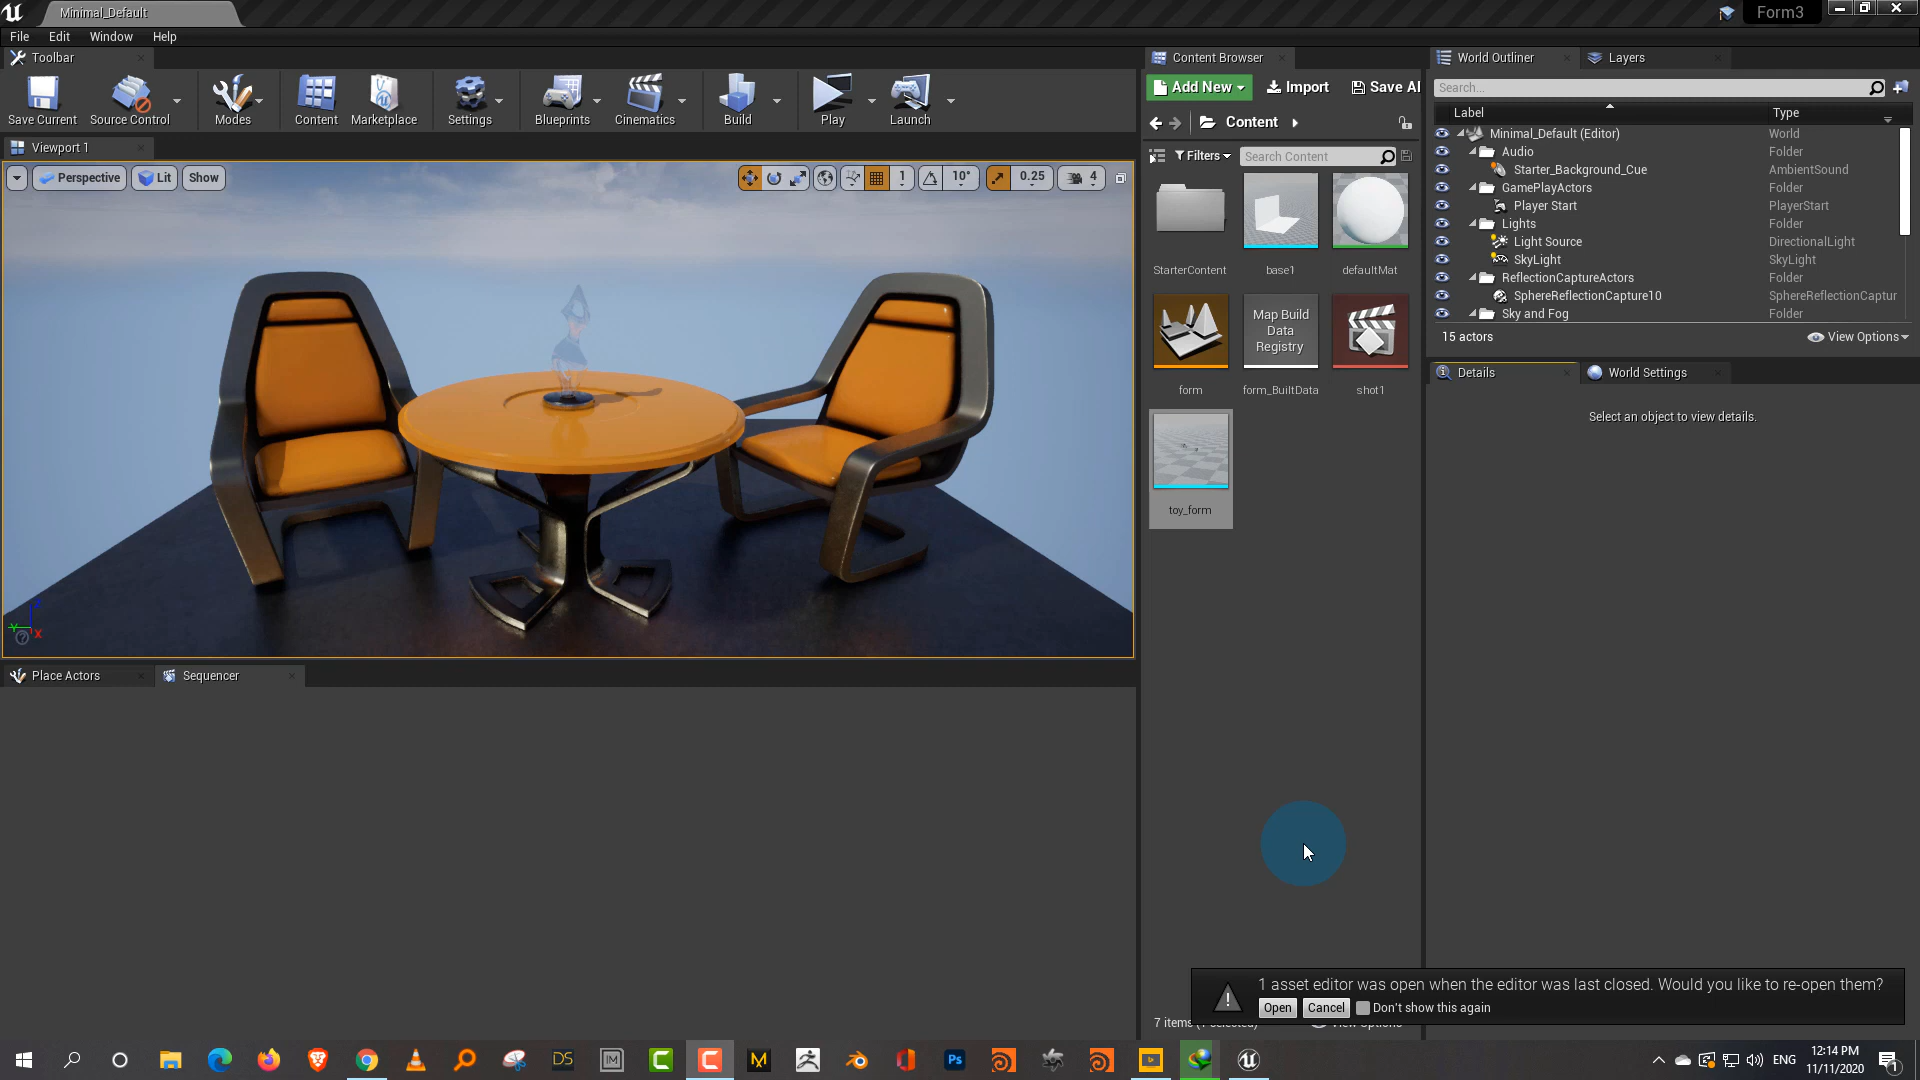 Minimal_Default
Form3
File Edit Window Help
Toolbar
Save Current Source Control Modes Content Marketplace Settings Blueprints Cinematics Build Play Launch
Viewport 1
Perspective Lit Show
1 10° 0.25 4
Place Actors Sequencer
Content Browser
Add New Import Save Al
Content
Filters Search Content
StarterContent base1 defaultMat
Map Build
Data
Registry
form form_BuiltData shot1
toy_form
World Outliner Layers
Search...
Label Type
Minimal_Default (Editor) World
Audio Folder
Starter_Background_Cue AmbientSound
GamePlayActors Folder
Player Start PlayerStart
Lights Folder
Light Source DirectionalLight
SkyLight SkyLight
ReflectionCaptureActors Folder
SphereReflectionCapture10 SphereReflectionCaptur
Sky and Fog Folder
15 actors View Options
Details World Settings
Select an object to view details.
1 asset editor was open when the editor was last closed. Would you like to re-open them?
Open Cancel Don't show this again
7 items (1 selected) View Options
ENG
12:14 PM
11/11/2020